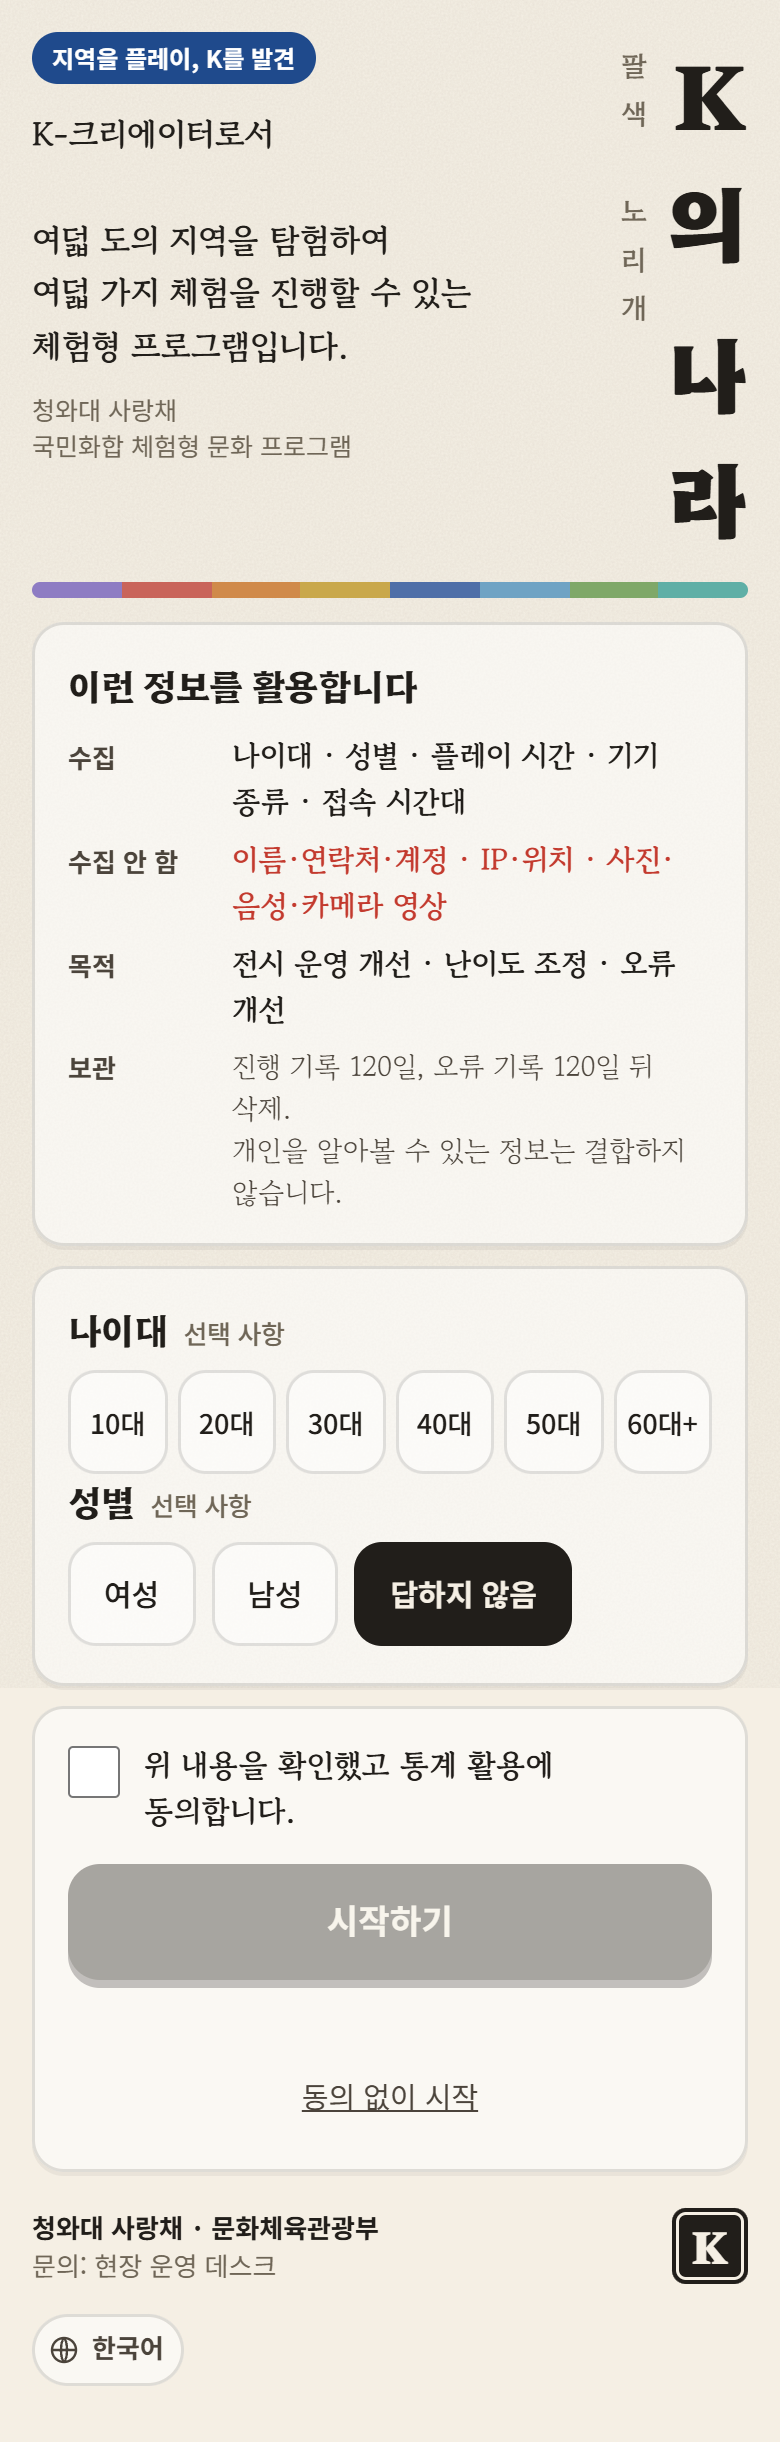 지역을 플레이, K를 발견
K-크리에이터로서
여덟 도의 지역을 탐험하여
여덟 가지 체험을 진행할 수 있는
체험형 프로그램입니다.
청와대 사랑채
국민화합 체험형 문화 프로그램
K의 나라
팔색 노리개
이런 정보를 활용합니다
수집
나이대 · 성별 · 플레이 시간 · 기기
종류 · 접속 시간대
수집 안 함
이름·연락처·계정 · IP·위치 · 사진·
음성·카메라 영상
목적
전시 운영 개선 · 난이도 조정 · 오류
개선
보관
진행 기록 120일, 오류 기록 120일 뒤
삭제.
개인을 알아볼 수 있는 정보는 결합하지
않습니다.
나이대 선택 사항
10대 20대 30대 40대 50대 60대+
성별 선택 사항
여성 남성 답하지 않음
위 내용을 확인했고 통계 활용에
동의합니다.
시작하기
동의 없이 시작
청와대 사랑채 · 문화체육관광부
문의: 현장 운영 데스크
K
한국어